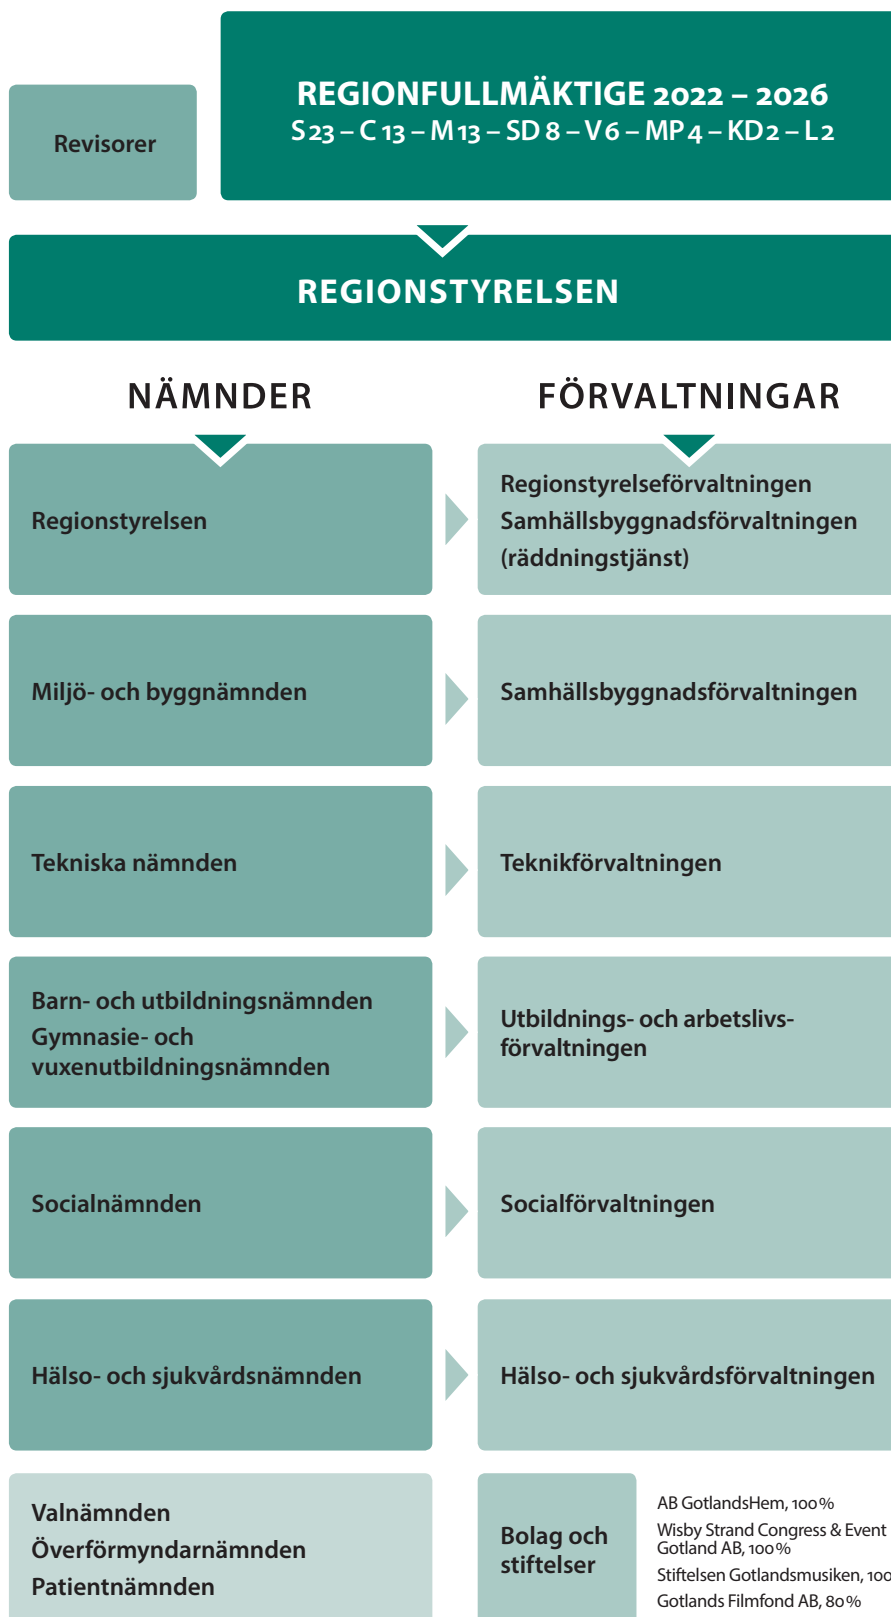 Revisorer
REGIONFULLMÄKTIGE 2022 – 2026
S 23 – C 13 – M 13 – SD 8 – V 6 – MP 4 – KD 2 – L 2
REGIONSTYRELSEN
NÄMNDER
FÖRVALTNINGAR
Regionstyrelsen
Regionstyrelseförvaltningen
Samhällsbyggnadsförvaltningen
(räddningstjänst)
Miljö- och byggnämnden
Samhällsbyggnadsförvaltningen
Tekniska nämnden
Teknikförvaltningen
Barn- och utbildningsnämnden
Gymnasie- och
vuxenutbildningsnämnden
Utbildnings- och arbetslivs-
förvaltningen
Socialnämnden
Socialförvaltningen
Hälso- och sjukvårdsnämnden
Hälso- och sjukvårdsförvaltningen
Valnämnden
Överförmyndarnämnden
Patientnämnden
Bolag och
stiftelser
AB GotlandsHem, 100 %
Wisby Strand Congress & Event
Gotland AB, 100 %
Stiftelsen Gotlandsmusiken, 100
Gotlands Filmfond AB, 80 %